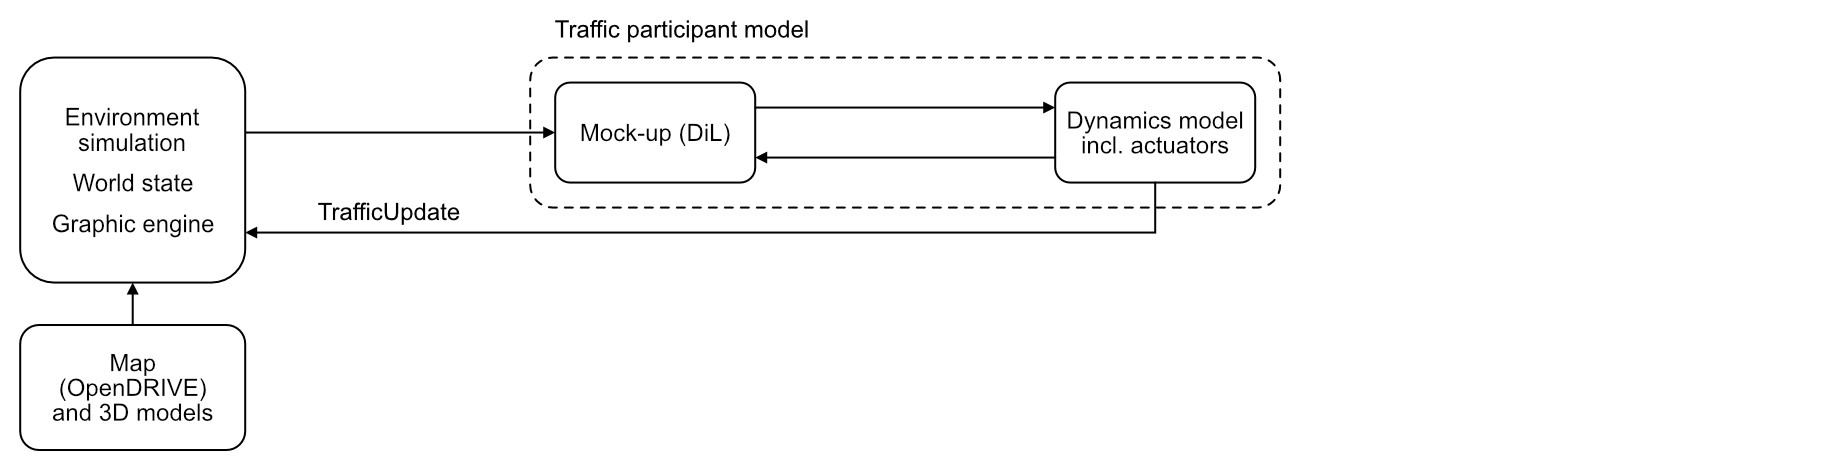 Traffic participant model
Environment
simulation
World state
Graphic engine
Mock-up (DiL)
Dynamics model
incl. actuators
TrafficUpdate
Map
(OpenDRIVE)
and 3D models